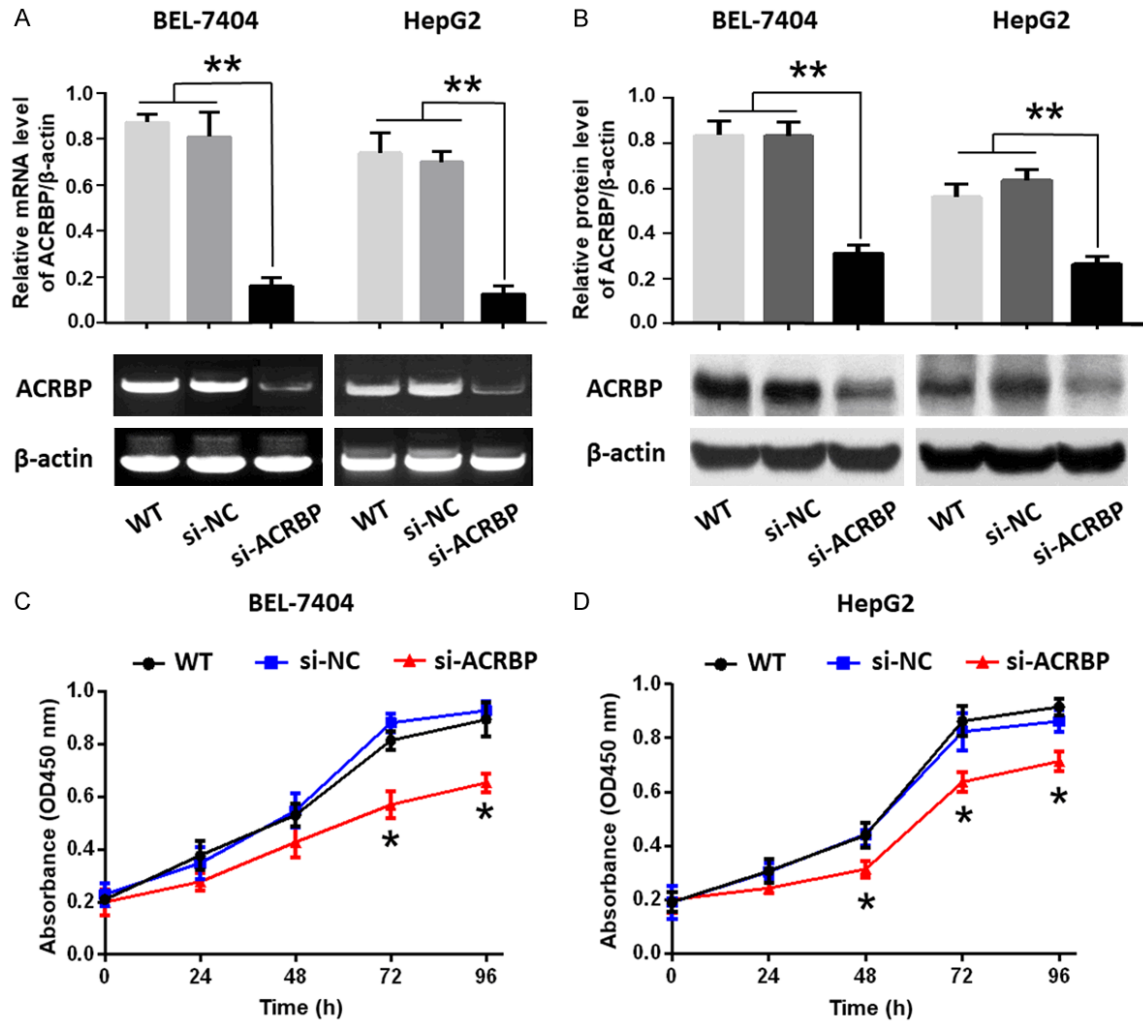 A
BEL-7404 HepG2
** **
Relative mRNA level
of ACRBP/β-actin
1.0
0.8
0.6
0.4
0.2
0.0
ACRBP
β-actin
WT si-NC si-ACRBP WT si-NC si-ACRBP
B
BEL-7404 HepG2
** **
Relative protein level
of ACRBP/β-actin
1.0
0.8
0.6
0.4
0.2
0.0
ACRBP
β-actin
WT si-NC si-ACRBP WT si-NC si-ACRBP
C
BEL-7404
WT si-NC si-ACRBP
Absorbance (OD450 nm)
1.0
0.8
0.6
0.4
0.2
0.0
* *
0 24 48 72 96
Time (h)
D
HepG2
WT si-NC si-ACRBP
Absorbance (OD450 nm)
1.0
0.8
0.6
0.4
0.2
0.0
* * *
0 24 48 72 96
Time (h)